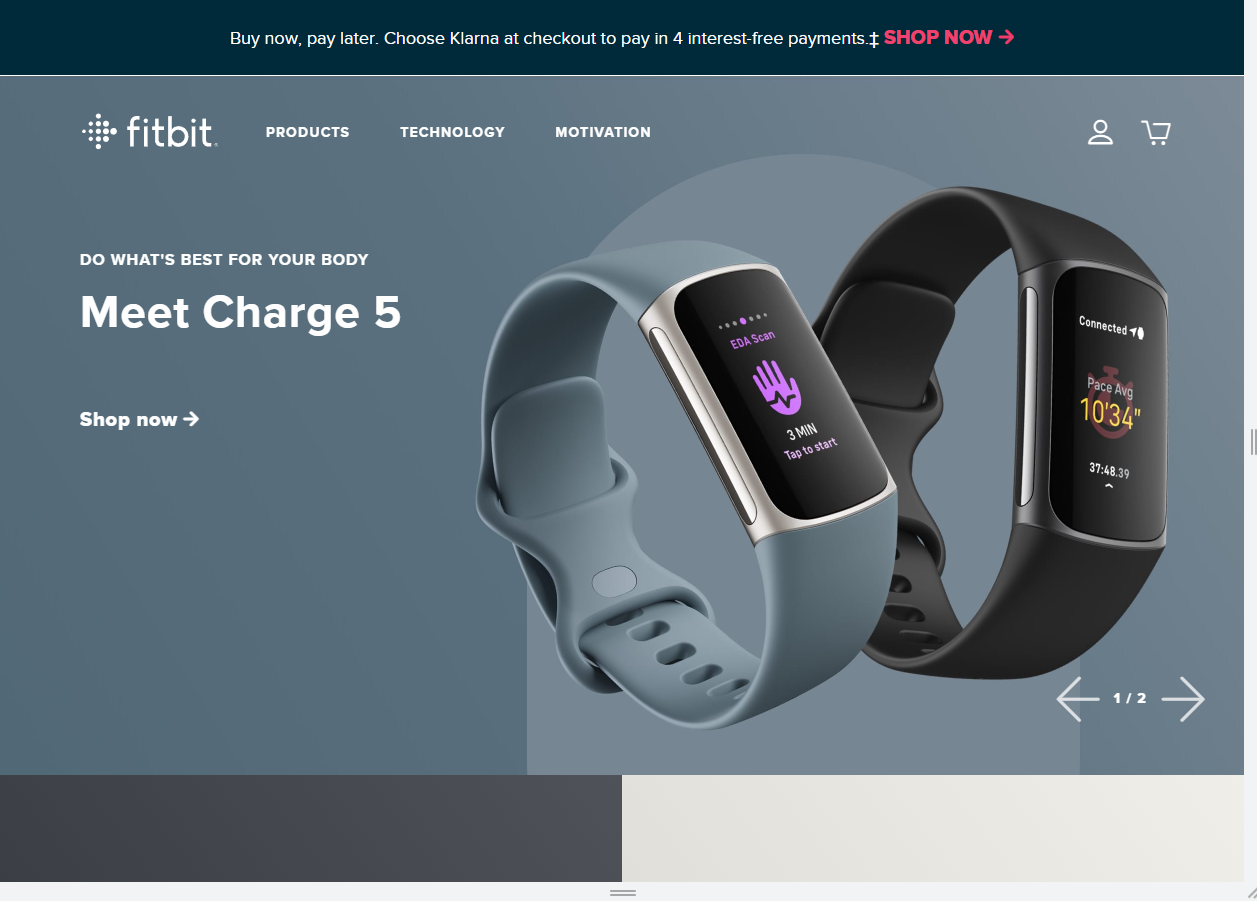 Buy now, pay later. Choose Klarna at checkout to pay in 4 interest-free payments.‡ SHOP NOW →
fitbit
PRODUCTS TECHNOLOGY MOTIVATION
DO WHAT'S BEST FOR YOUR BODY
Meet Charge 5
Shop now →
EDA Scan
3 MIN
Tap to start
Connected
Pace Avg
10'34"
37:48.39
1 / 2